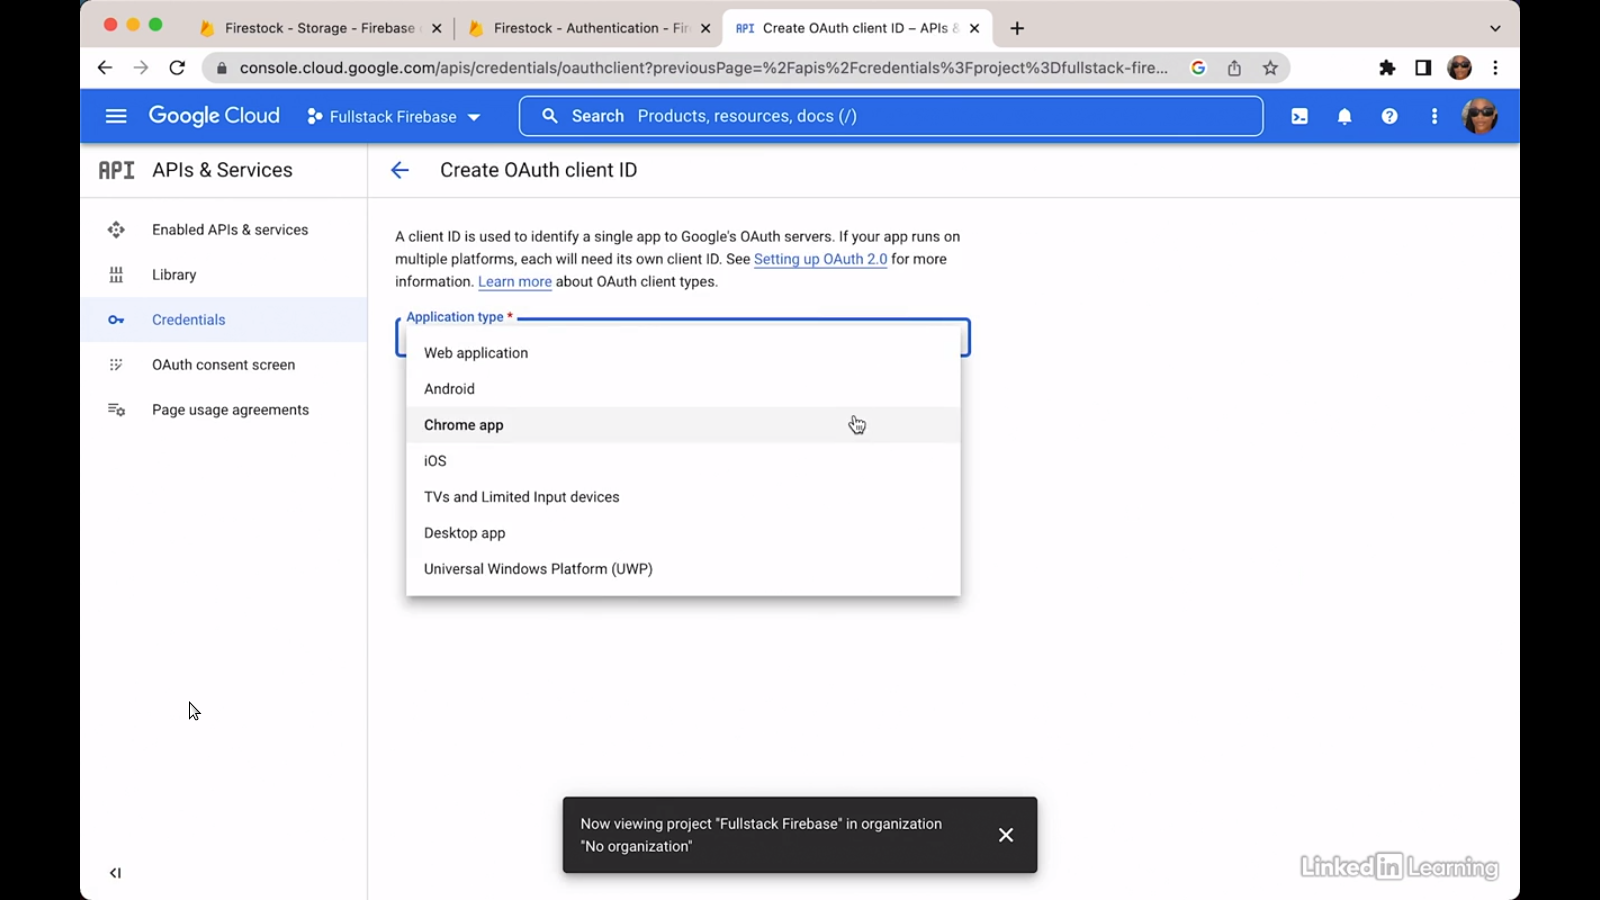 Firestock - Storage - Firebase
Firestock - Authentication - Fir
API Create OAuth client ID – APIs &
console.cloud.google.com/apis/credentials/oauthclient?previousPage=%2Fapis%2Fcredentials%3Fproject%3Dfullstack-fire...
Google Cloud
Fullstack Firebase
Search Products, resources, docs (/)
API APIs & Services
Create OAuth client ID
Enabled APIs & services
Library
Credentials
OAuth consent screen
Page usage agreements
A client ID is used to identify a single app to Google's OAuth servers. If your app runs on
multiple platforms, each will need its own client ID. See Setting up OAuth 2.0 for more
information. Learn more about OAuth client types.
Application type *
Web application
Android
Chrome app
iOS
TVs and Limited Input devices
Desktop app
Universal Windows Platform (UWP)
Now viewing project "Fullstack Firebase" in organization
"No organization"
LinkedIn Learning